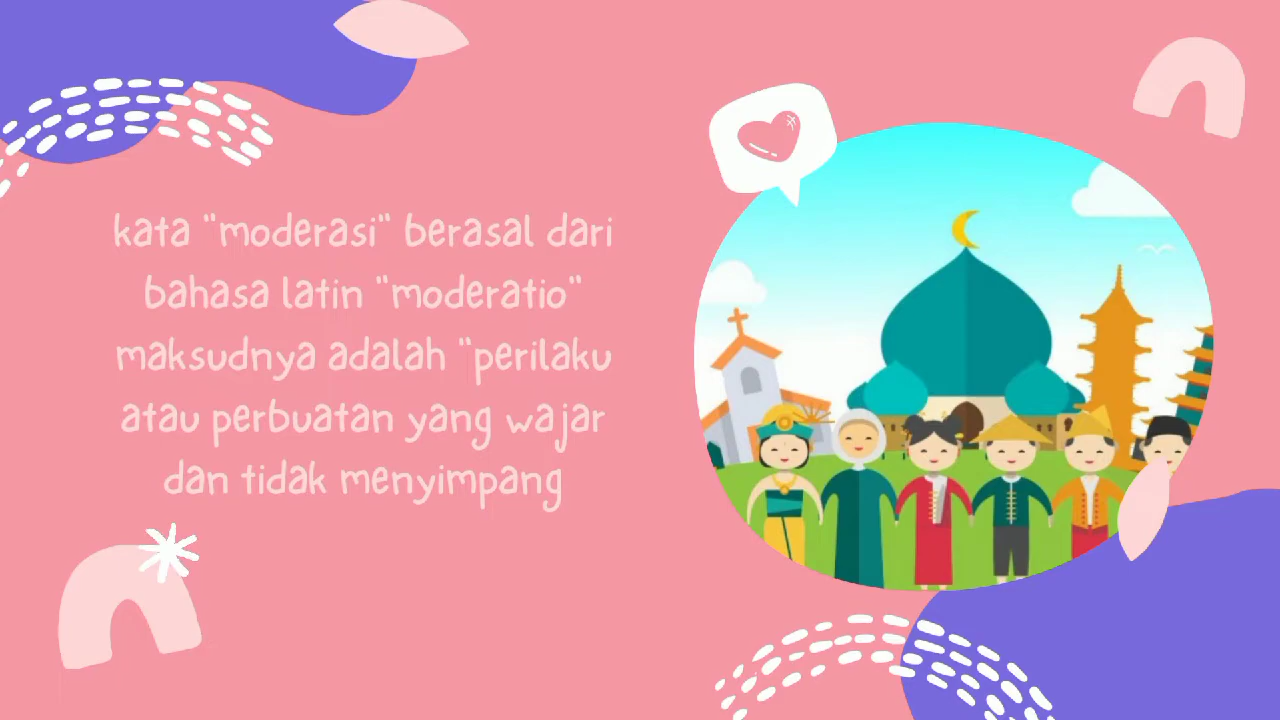 kata "moderasi" berasal dari
bahasa latin "moderatio"
maksudnya adalah "perilaku
atau perbuatan yang wajar
dan tidak menyimpang